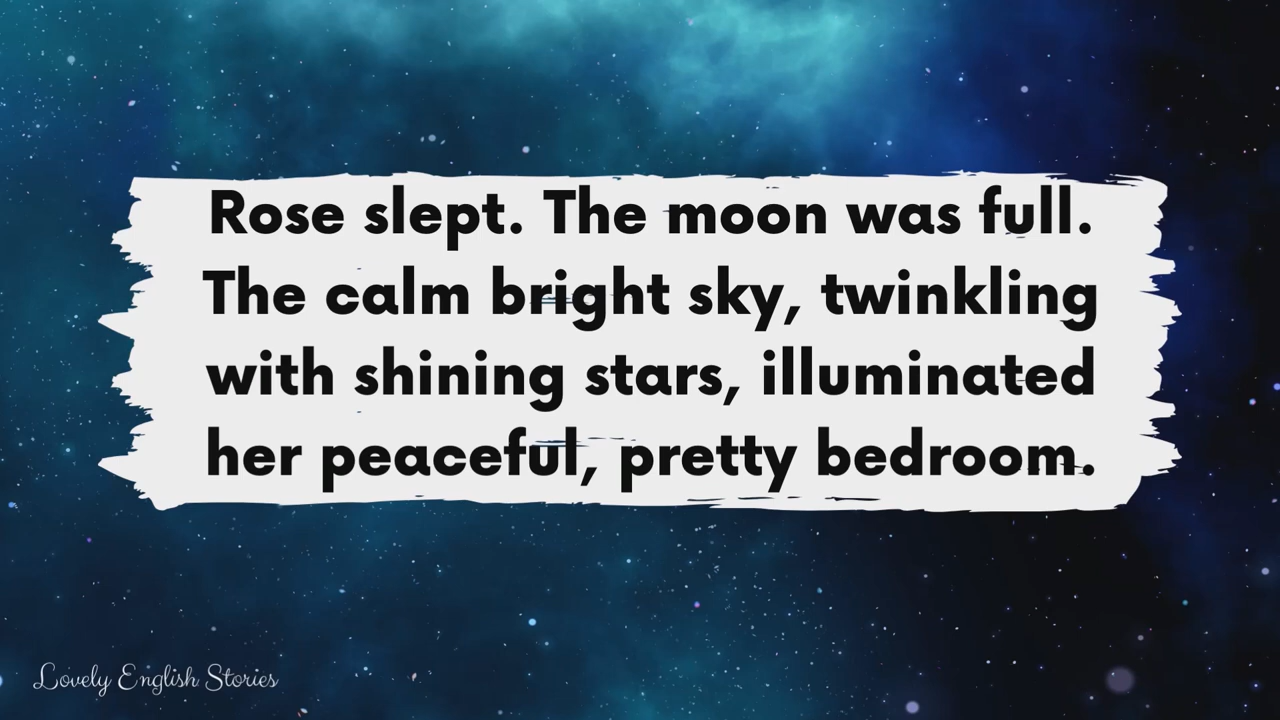 Rose slept. The moon was full.
The calm bright sky, twinkling
with shining stars, illuminated
her peaceful, pretty bedroom.
Lovely English Stories